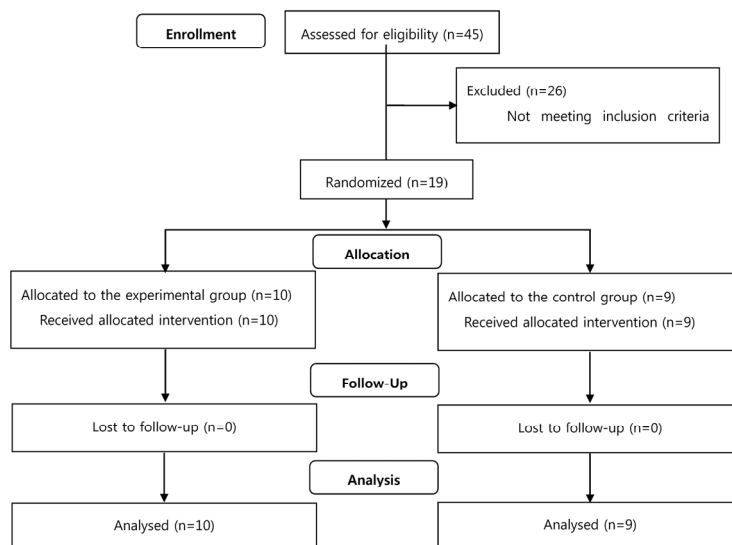 Enrollment
Assessed for eligibility (n=45)
Excluded (n=26)
Not meeting inclusion criteria
Randomized (n=19)
Allocation
Allocated to the experimental group (n=10)
Received allocated intervention (n=10)
Allocated to the control group (n=9)
Received allocated intervention (n=9)
Follow-Up
Lost to follow-up (n=0)
Lost to follow-up (n=0)
Analysis
Analysed (n=10)
Analysed (n=9)